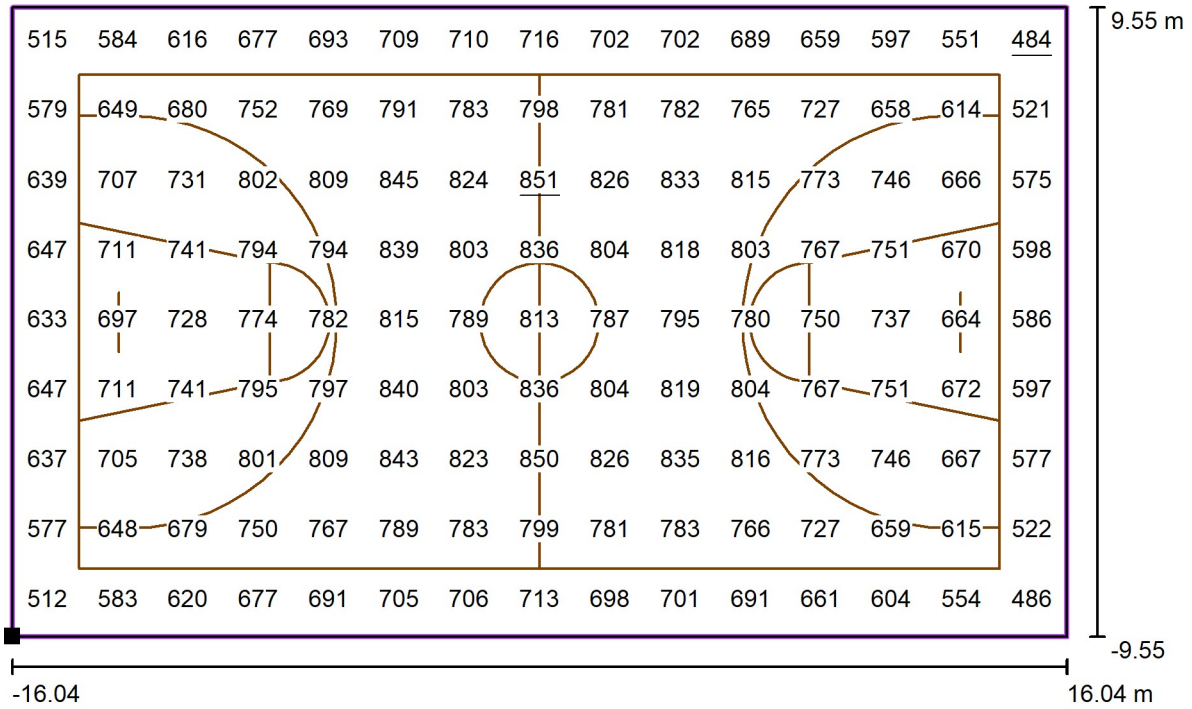 515 584 616 677 693 709 710 716 702 702 689 659 597 551 484
9.55 m
579 649 680 752 769 791 783 798 781 782 765 727 658 614 521
639 707 731 802 809 845 824 851 826 833 815 773 746 666 575
647 711 741 794 794 839 803 836 804 818 803 767 751 670 598
633 697 728 774 782 815 789 813 787 795 780 750 737 664 586
647 711 741 795 797 840 803 836 804 819 804 767 751 672 597
637 705 738 801 809 843 823 850 826 835 816 773 746 667 577
577 648 679 750 767 789 783 799 781 783 766 727 659 615 522
512 583 620 677 691 705 706 713 698 701 691 661 604 554 486
-9.55
-16.04 16.04 m